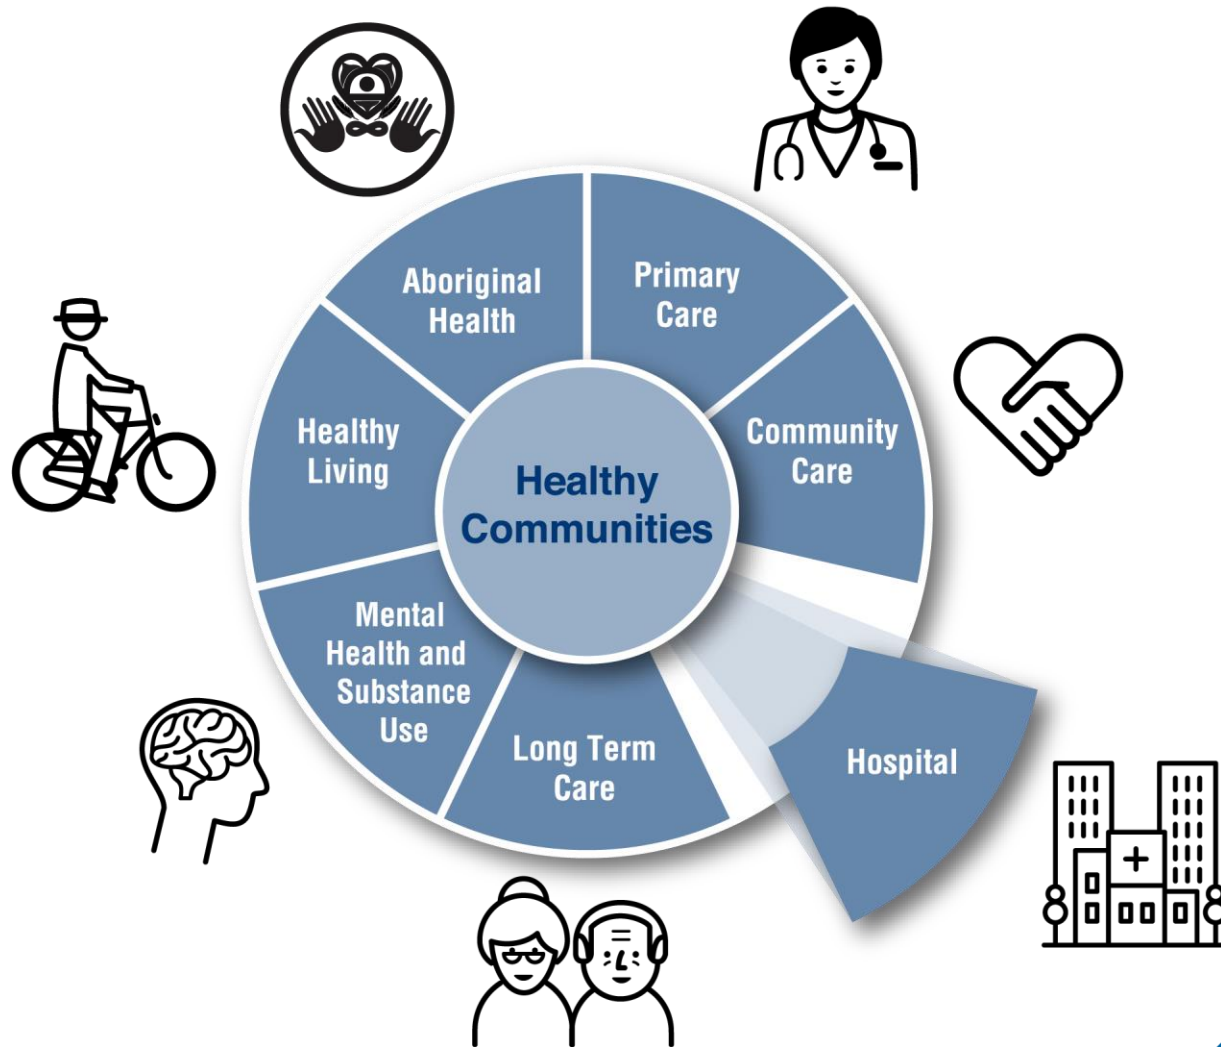 Aboriginal
Health
Primary
Care
Healthy
Living
Community
Care
Healthy
Communities
Mental
Health and
Substance
Use
Long Term
Care
Hospital